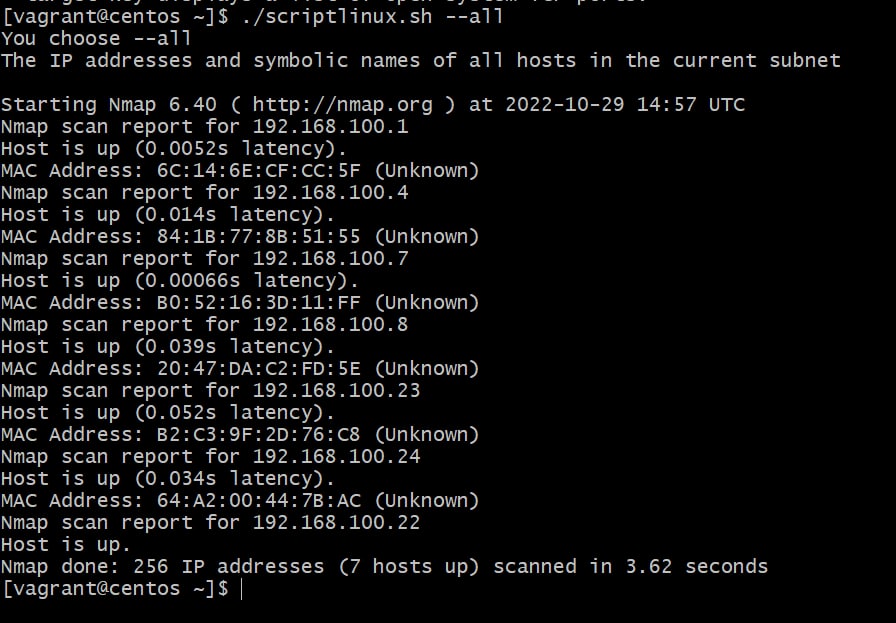 [vagrant@centos ~]$ ./scriptlinux.sh --all
You choose --all
The IP addresses and symbolic names of all hosts in the current subnet
Starting Nmap 6.40 ( http://nmap.org ) at 2022-10-29 14:57 UTC
Nmap scan report for 192.168.100.1
Host is up (0.0052s latency).
MAC Address: 6C:14:6E:CF:CC:5F (Unknown)
Nmap scan report for 192.168.100.4
Host is up (0.014s latency).
MAC Address: 84:1B:77:8B:51:55 (Unknown)
Nmap scan report for 192.168.100.7
Host is up (0.00066s latency).
MAC Address: B0:52:16:3D:11:FF (Unknown)
Nmap scan report for 192.168.100.8
Host is up (0.039s latency).
MAC Address: 20:47:DA:C2:FD:5E (Unknown)
Nmap scan report for 192.168.100.23
Host is up (0.052s latency).
MAC Address: B2:C3:9F:2D:76:C8 (Unknown)
Nmap scan report for 192.168.100.24
Host is up (0.034s latency).
MAC Address: 64:A2:00:44:7B:AC (Unknown)
Nmap scan report for 192.168.100.22
Host is up.
Nmap done: 256 IP addresses (7 hosts up) scanned in 3.62 seconds
[vagrant@centos ~]$